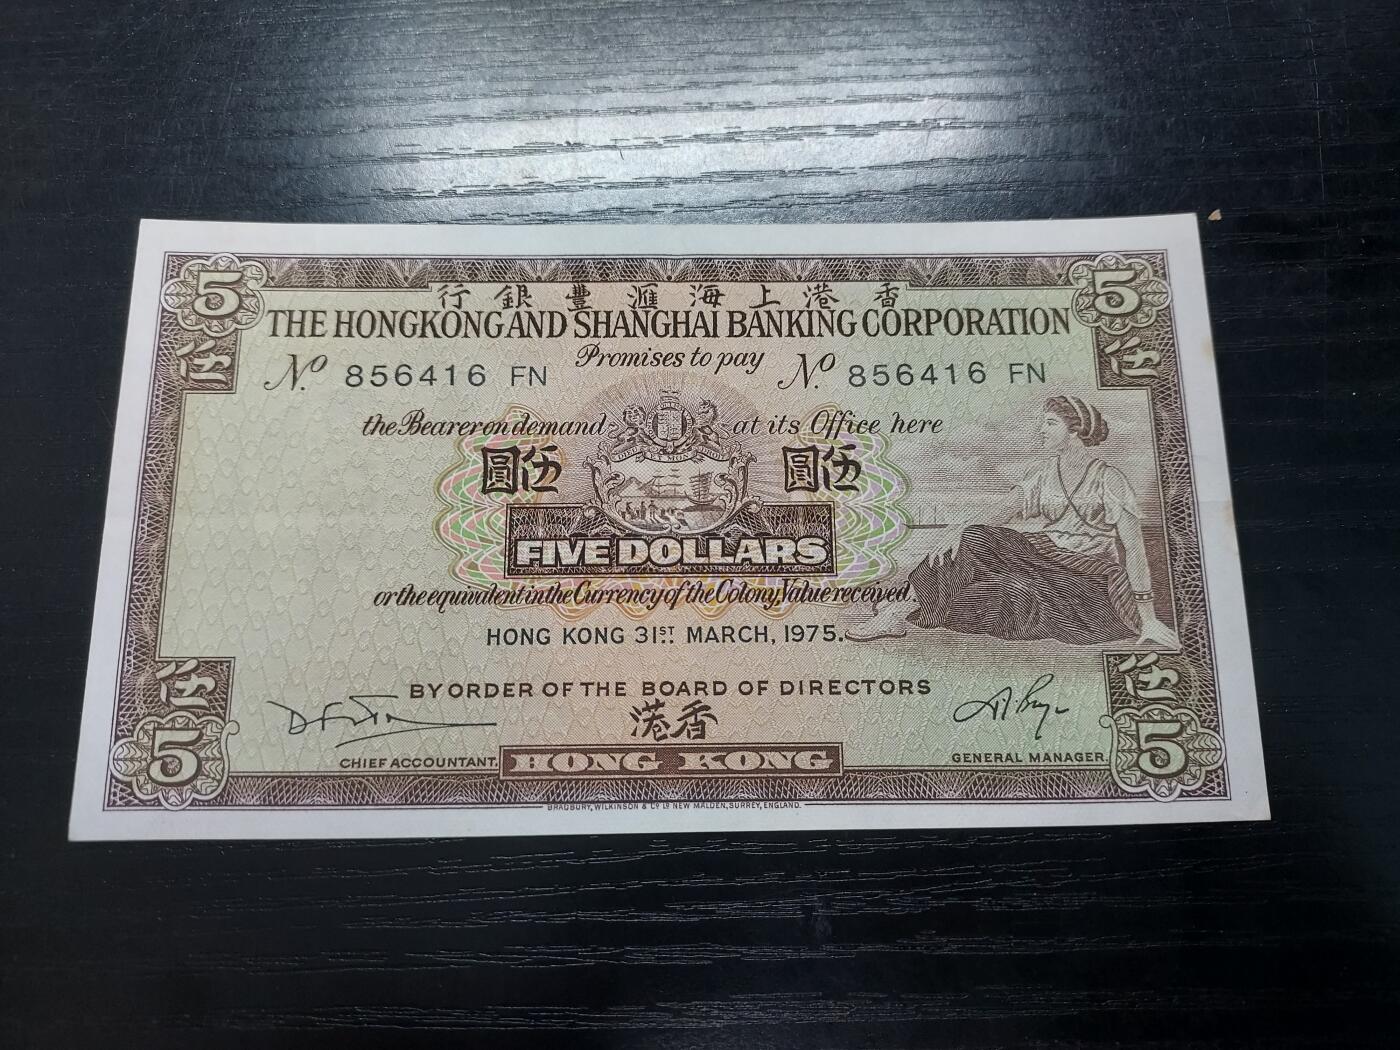 5 5
行銀豐滙海上港香
THE HONGKONG AND SHANGHAI BANKING CORPORATION
伍 伍
Promises to pay
Nº 856416 FN Nº 856416 FN
the Bearer on demand at its Office here
圓伍 圓伍
FIVE DOLLARS
or the equivalent in the Currency of the Colony, Value received.
HONG KONG 31ST MARCH, 1975.
伍 伍
BY ORDER OF THE BOARD OF DIRECTORS
港香
5 5
CHIEF ACCOUNTANT. HONG KONG GENERAL MANAGER.
BRADBURY, WILKINSON & Cº Lº NEW MALDEN, SURREY, ENGLAND.